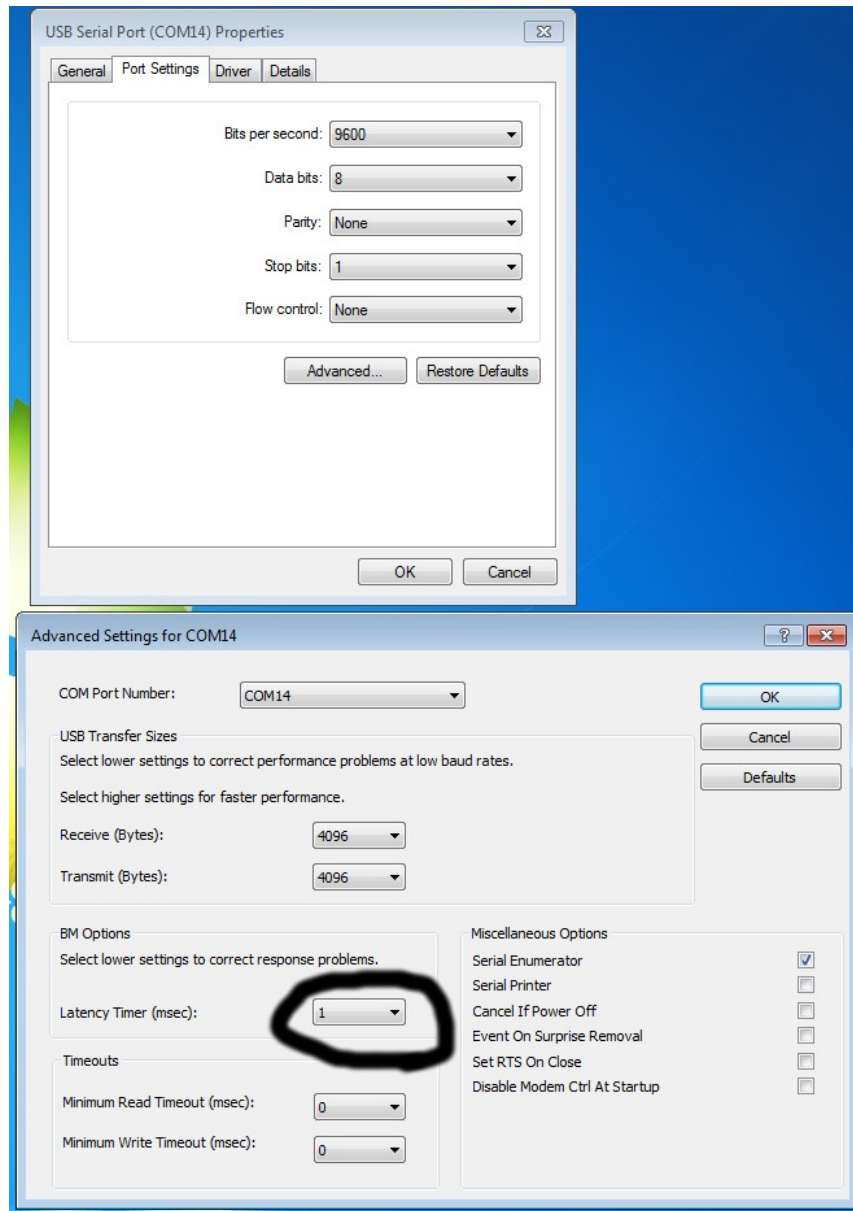 USB Serial Port (COM14) Properties
General Port Settings Driver Details
Bits per second: 9600
Data bits: 8
Parity: None
Stop bits: 1
Flow control: None
Advanced... Restore Defaults
OK Cancel
Advanced Settings for COM14
COM Port Number: COM14
OK
USB Transfer Sizes
Cancel
Select lower settings to correct performance problems at low baud rates.
Defaults
Select higher settings for faster performance.
Receive (Bytes): 4096
Transmit (Bytes): 4096
BM Options
Select lower settings to correct response problems.
Latency Timer (msec): 1
Timeouts
Minimum Read Timeout (msec): 0
Minimum Write Timeout (msec): 0
Miscellaneous Options
Serial Enumerator
Serial Printer
Cancel If Power Off
Event On Surprise Removal
Set RTS On Close
Disable Modem Ctrl At Startup